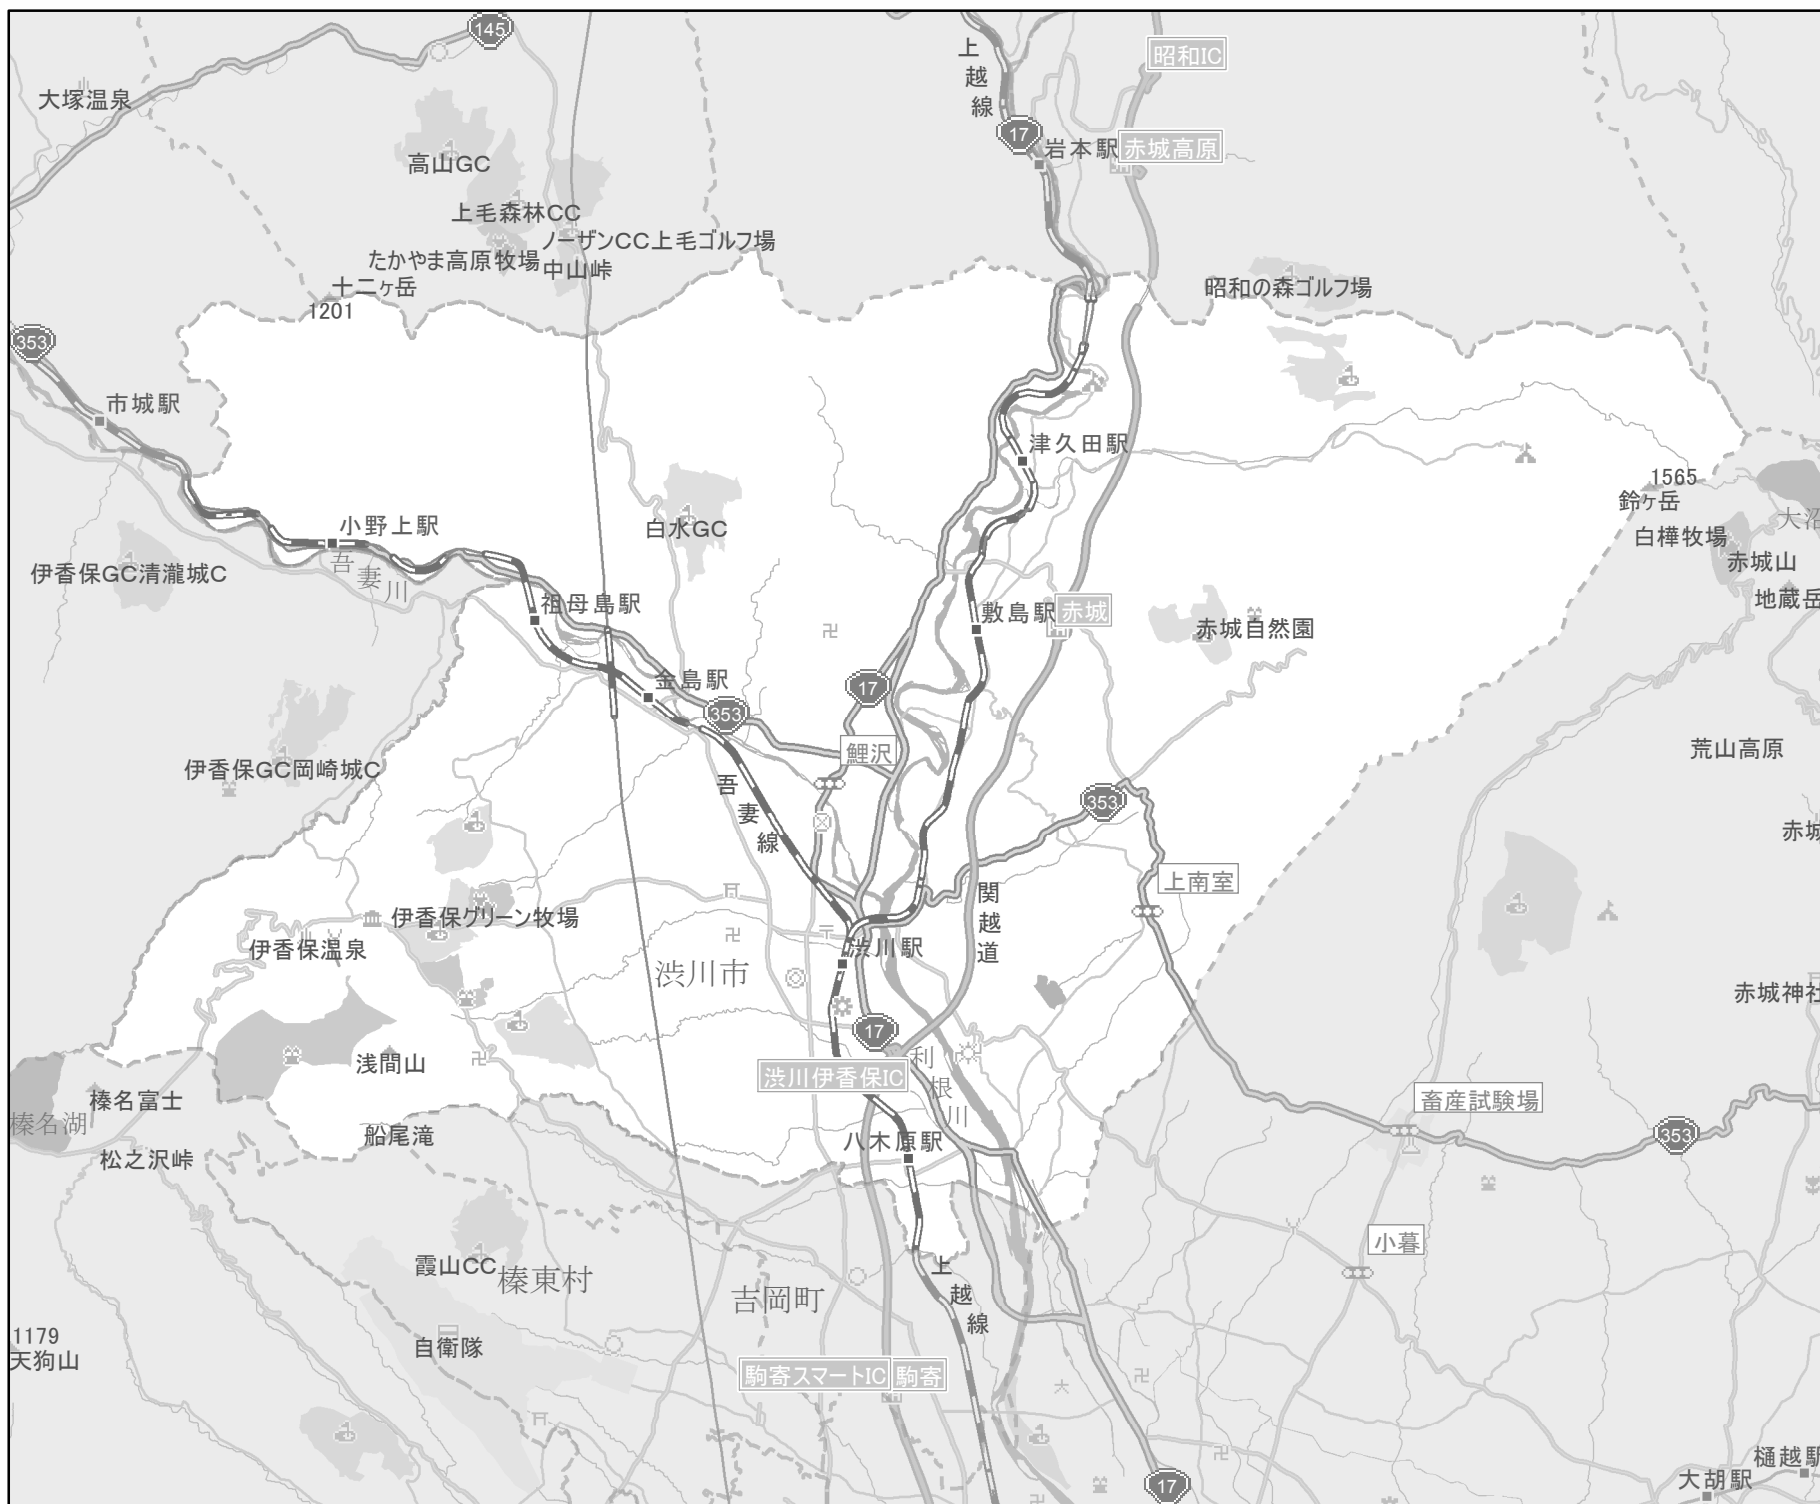 145
上越線
昭和IC
大塚温泉
17
岩本駅
赤城高原
高山GC
上毛森林CC
ノーザンCC上毛ゴルフ場
たかやま高原牧場
中山峠
十二ヶ岳
1201
昭和の森ゴルフ場
353
市城駅
津久田駅
1565
鈴ヶ岳
大沼
小野上駅
白水GC
白樺牧場
赤城山
吾妻川
伊香保GC清瀧城C
地蔵岳
祖母島駅
敷島駅
赤城
赤城自然園
金島駅
17
353
鯉沢
荒山高原
伊香保GC岡崎城C
吾妻線
353
赤城
上南室
関越道
伊香保グリーン牧場
伊香保温泉
渋川駅
渋川市
赤城神社
17
利根川
浅間山
渋川伊香保IC
榛名富士
榛名湖
畜産試験場
船尾滝
八木原駅
353
松之沢峠
小暮
霞山CC
榛東村
上越線
吉岡町
1179
天狗山
自衛隊
駒寄スマートIC
駒寄
樋越駅
大胡駅
17